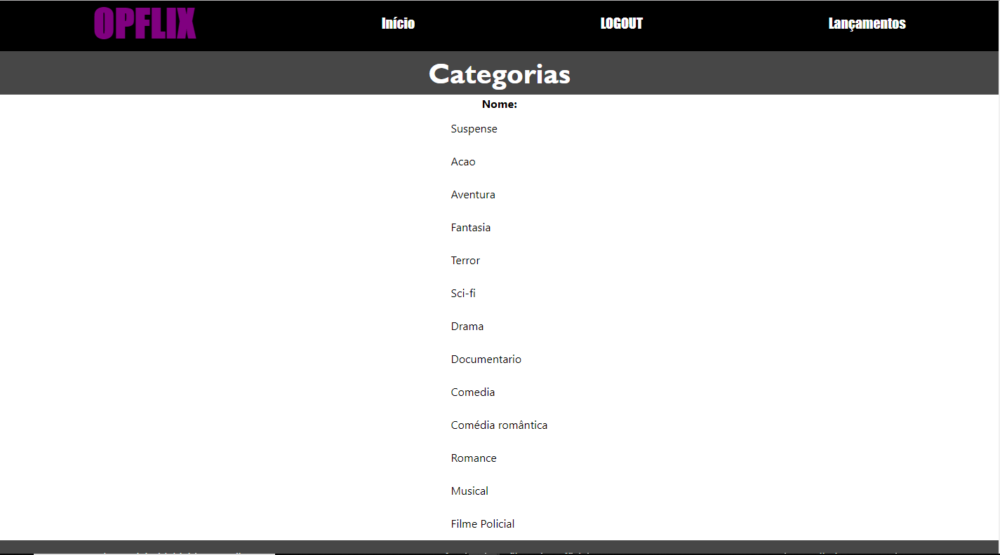 OPFLIX Início LOGOUT Lançamentos
Categorias
Nome:
Suspense
Acao
Aventura
Fantasia
Terror
Sci-fi
Drama
Documentario
Comedia
Comédia romântica
Romance
Musical
Filme Policial